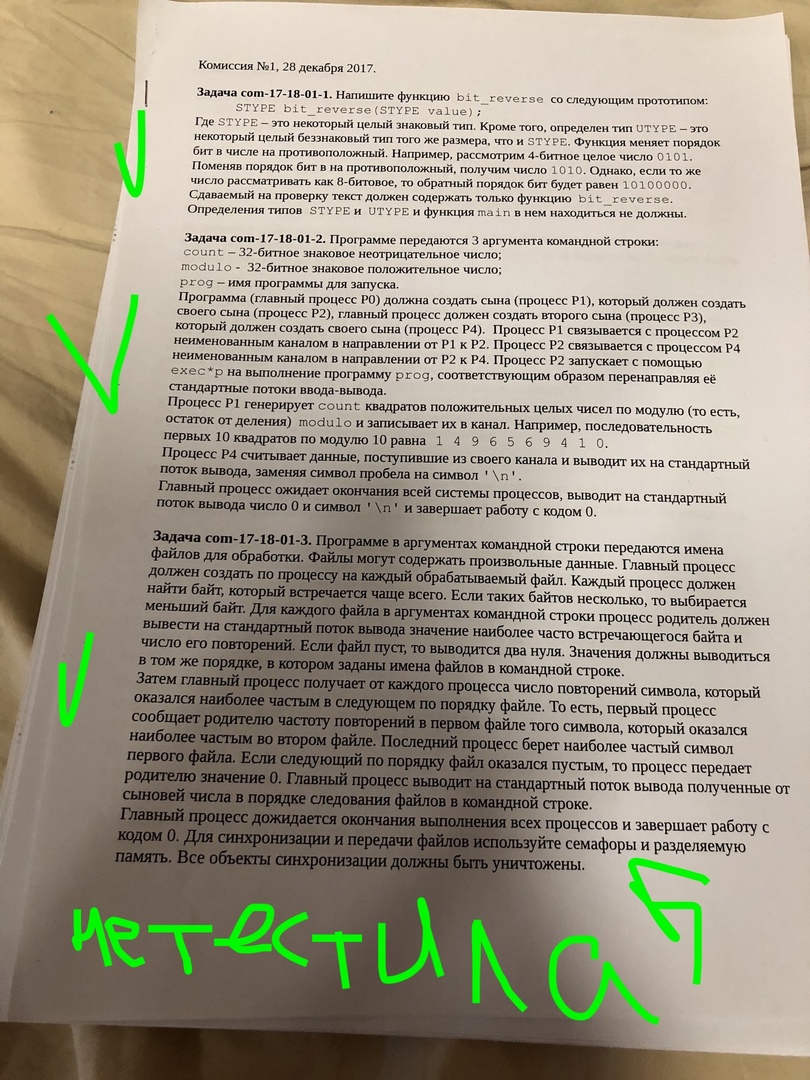 Комиссия №1, 28 декабря 2017.
Задача com-17-18-01-1. Напишите функцию bit_reverse со следующим прототипом:
STYPE bit_reverse(STYPE value);
Где STYPE – это некоторый целый знаковый тип. Кроме того, определен тип UTYPE – это
некоторый целый беззнаковый тип того же размера, что и STYPE. Функция меняет порядок
бит в числе на противоположный. Например, рассмотрим 4-битное целое число 0101.
Поменяв порядок бит в на противоположный, получим число 1010. Однако, если то же
число рассматривать как 8-битовое, то обратный порядок бит будет равен 10100000.
Сдаваемый на проверку текст должен содержать только функцию bit_reverse.
Определения типов STYPE и UTYPE и функция main в нем находиться не должны.
Задача com-17-18-01-2. Программе передаются 3 аргумента командной строки:
count – 32-битное знаковое неотрицательное число;
modulo - 32-битное знаковое положительное число;
prog – имя программы для запуска.
Программа (главный процесс P0) должна создать сына (процесс P1), который должен создать
своего сына (процесс P2), главный процесс должен создать второго сына (процесс P3),
который должен создать своего сына (процесс P4). Процесс P1 связывается с процессом P2
неименованным каналом в направлении от P1 к P2. Процесс P2 связывается с процессом P4
неименованным каналом в направлении от P2 к P4. Процесс P2 запускает с помощью
exec*p на выполнение программу prog, соответствующим образом перенаправляя её
стандартные потоки ввода-вывода.
Процесс P1 генерирует count квадратов положительных целых чисел по модулю (то есть,
остаток от деления) modulo и записывает их в канал. Например, последовательность
первых 10 квадратов по модулю 10 равна 1 4 9 6 5 6 9 4 1 0.
Процесс P4 считывает данные, поступившие из своего канала и выводит их на стандартный
поток вывода, заменяя символ пробела на символ '\n'.
Главный процесс ожидает окончания всей системы процессов, выводит на стандартный
поток вывода число 0 и символ '\n' и завершает работу с кодом 0.
Задача com-17-18-01-3. Программе в аргументах командной строки передаются имена
файлов для обработки. Файлы могут содержать произвольные данные. Главный процесс
должен создать по процессу на каждый обрабатываемый файл. Каждый процесс должен
найти байт, который встречается чаще всего. Если таких байтов несколько, то выбирается
меньший байт. Для каждого файла в аргументах командной строки процесс родитель должен
вывести на стандартный поток вывода значение наиболее часто встречающегося байта и
число его повторений. Если файл пуст, то выводится два нуля. Значения должны выводиться
в том же порядке, в котором заданы имена файлов в командной строке.
Затем главный процесс получает от каждого процесса число повторений символа, который
оказался наиболее частым в следующем по порядку файле. То есть, первый процесс
сообщает родителю частоту повторений в первом файле того символа, который оказался
наиболее частым во втором файле. Последний процесс берет наиболее частый символ
первого файла. Если следующий по порядку файл оказался пустым, то процесс передает
родителю значение 0. Главный процесс выводит на стандартный поток вывода полученные от
сыновей числа в порядке следования файлов в командной строке.
Главный процесс дожидается окончания выполнения всех процессов и завершает работу с
кодом 0. Для синхронизации и передачи файлов используйте семафоры и разделяемую
память. Все объекты синхронизации должны быть уничтожены.
не тестила